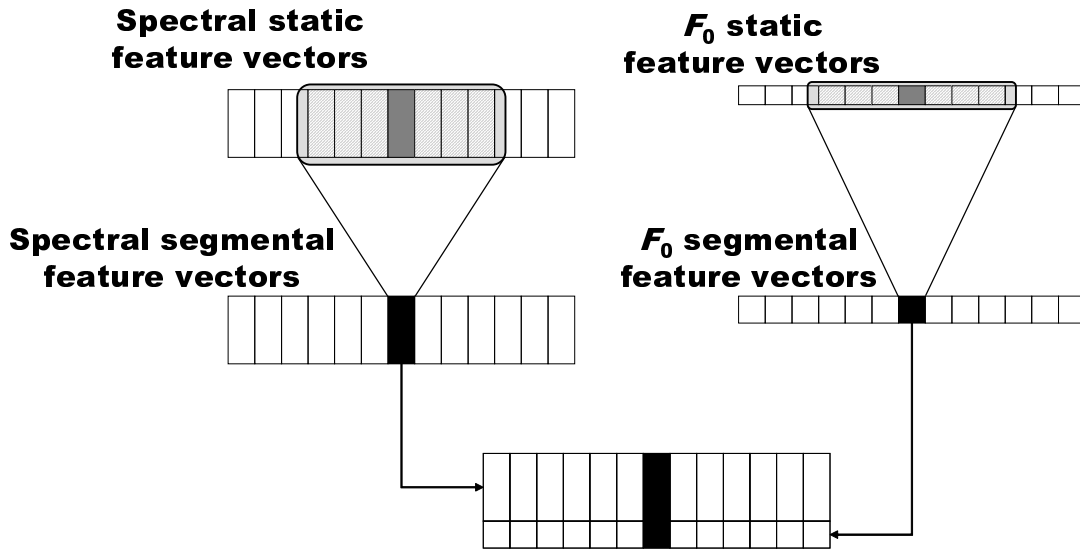 Spectral static
feature vectors
F₀ static
feature vectors
Spectral segmental
feature vectors
F₀ segmental
feature vectors